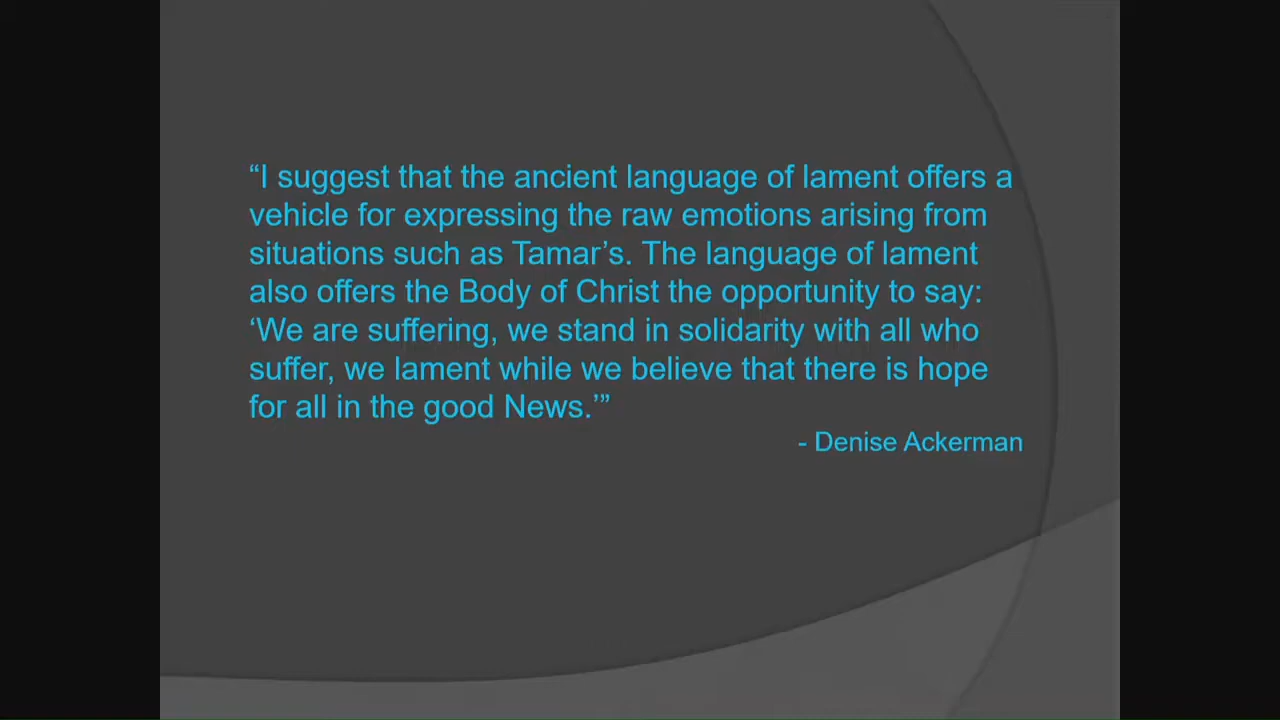 “I suggest that the ancient language of lament offers a
vehicle for expressing the raw emotions arising from
situations such as Tamar’s. The language of lament
also offers the Body of Christ the opportunity to say:
‘We are suffering, we stand in solidarity with all who
suffer, we lament while we believe that there is hope
for all in the good News.’”
- Denise Ackerman